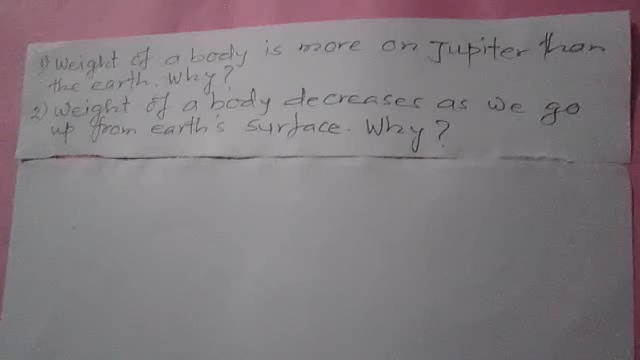 1) Weight of a body is more on Jupiter than
the earth. Why?
2) Weight of a body decreases as we go
up from earth's surface. Why?